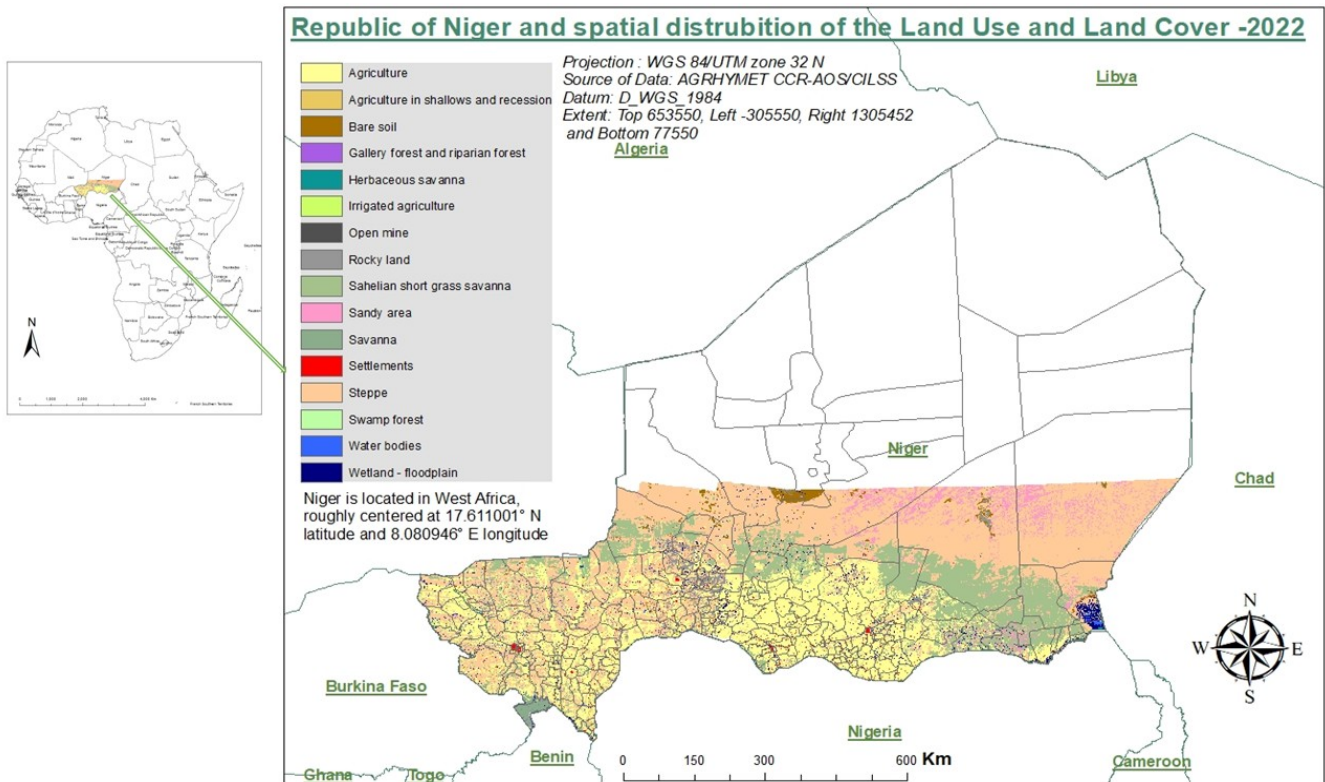 Republic of Niger and spatial distrubition of the Land Use and Land Cover -2022
Projection : WGS 84/UTM zone 32 N
Source of Data: AGRHYMET CCR-AOS/CILSS
Datum: D_WGS_1984
Extent: Top 653550, Left -305550, Right 1305452
and Bottom 77550
Agriculture
Agriculture in shallows and recession
Bare soil
Gallery forest and riparian forest
Herbaceous savanna
Irrigated agriculture
Open mine
Rocky land
Sahelian short grass savanna
Sandy area
Savanna
Settlements
Steppe
Swamp forest
Water bodies
Wetland - floodplain
Niger is located in West Africa,
roughly centered at 17.611001° N
latitude and 8.080946° E longitude
Libya
Algeria
Niger
Chad
Burkina Faso
Nigeria
Benin
Ghana
Togo
Cameroon
0 150 300 600 Km
N
W E
S
N